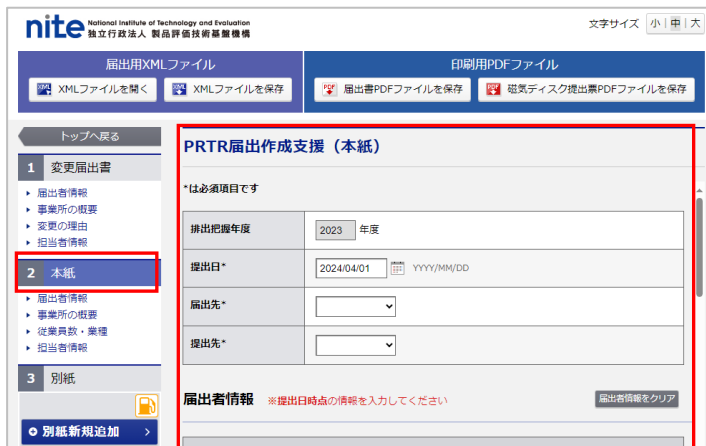 nite National Institute of Technology and Evaluation
独立行政法人 製品評価技術基盤機構
文字サイズ 小 中 大
届出用XMLファイル
XMLファイルを開く XMLファイルを保存
印刷用PDFファイル
届出書PDFファイルを保存 磁気ディスク提出票PDFファイルを保存
トップへ戻る
1 変更届出書
届出者情報
事業所の概要
変更の理由
担当者情報
2 本紙
届出者情報
事業所の概要
従業員数・業種
担当者情報
3 別紙
別紙新規追加
PRTR届出作成支援（本紙）
*は必須項目です
排出把握年度 2023 年度
提出日* 2024/04/01 YYYY/MM/DD
届出先*
提出先*
届出者情報 ※提出日時点の情報を入力してください 届出者情報をクリア